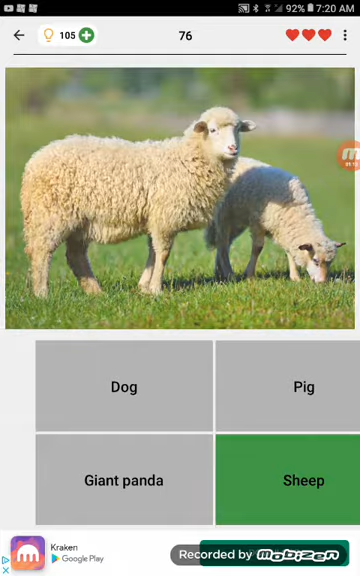 92% 7:20 AM
105 76
Dog Pig
Giant panda Sheep
Kraken
Google Play
Recorded by mobizen